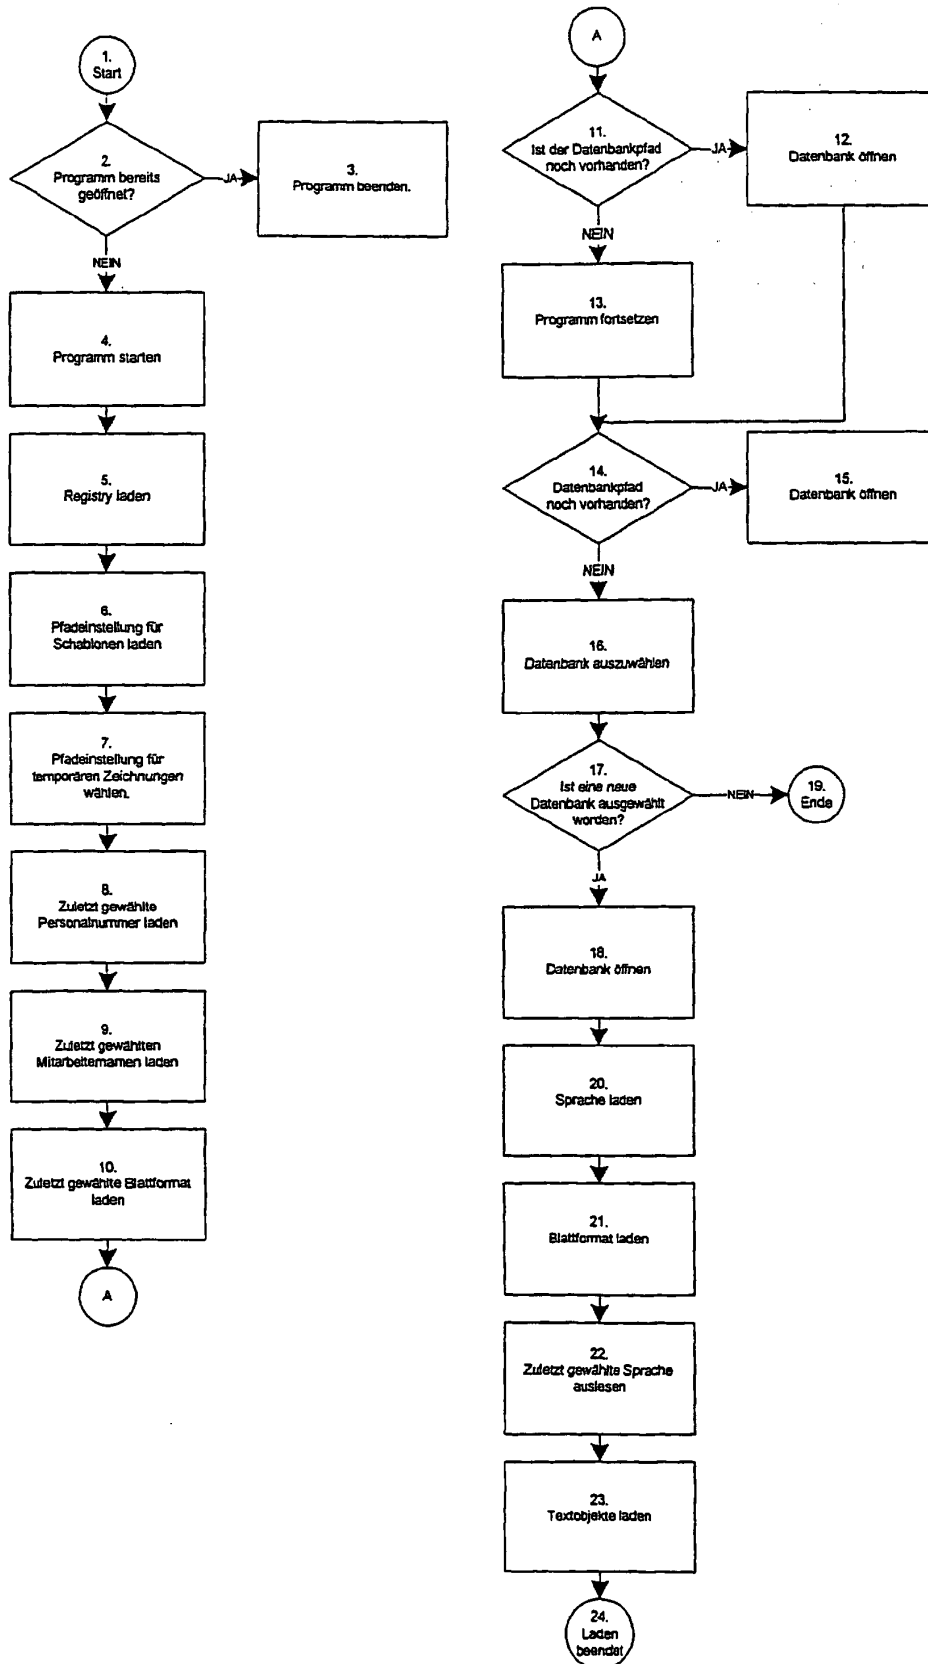 1.
Start
2.
Programm bereits
geöffnet?
JA
3.
Programm beenden.
NEIN
4.
Programm starten
5.
Registry laden
6.
Pfadeinstellung für
Schablonen laden
7.
Pfadeinstellung für
temporären Zeichnungen
wählen.
8.
Zuletzt gewählte
Personalnummer laden
9.
Zuletzt gewählten
Mitarbeiternamen laden
10.
Zuletzt gewählte Blattformat
laden
A
A
11.
Ist der Datenbankpfad
noch vorhanden?
JA
12.
Datenbank öffnen
NEIN
13.
Programm fortsetzen
14.
Datenbankpfad
noch vorhanden?
JA
15.
Datenbank öffnen
NEIN
16.
Datenbank auszuwählen
17.
Ist eine neue
Datenbank ausgewählt
worden?
NEIN
19.
Ende
JA
18.
Datenbank öffnen
20.
Sprache laden
21.
Blattformat laden
22.
Zuletzt gewählte Sprache
auslesen
23.
Textobjekte laden
24.
Laden
beendet